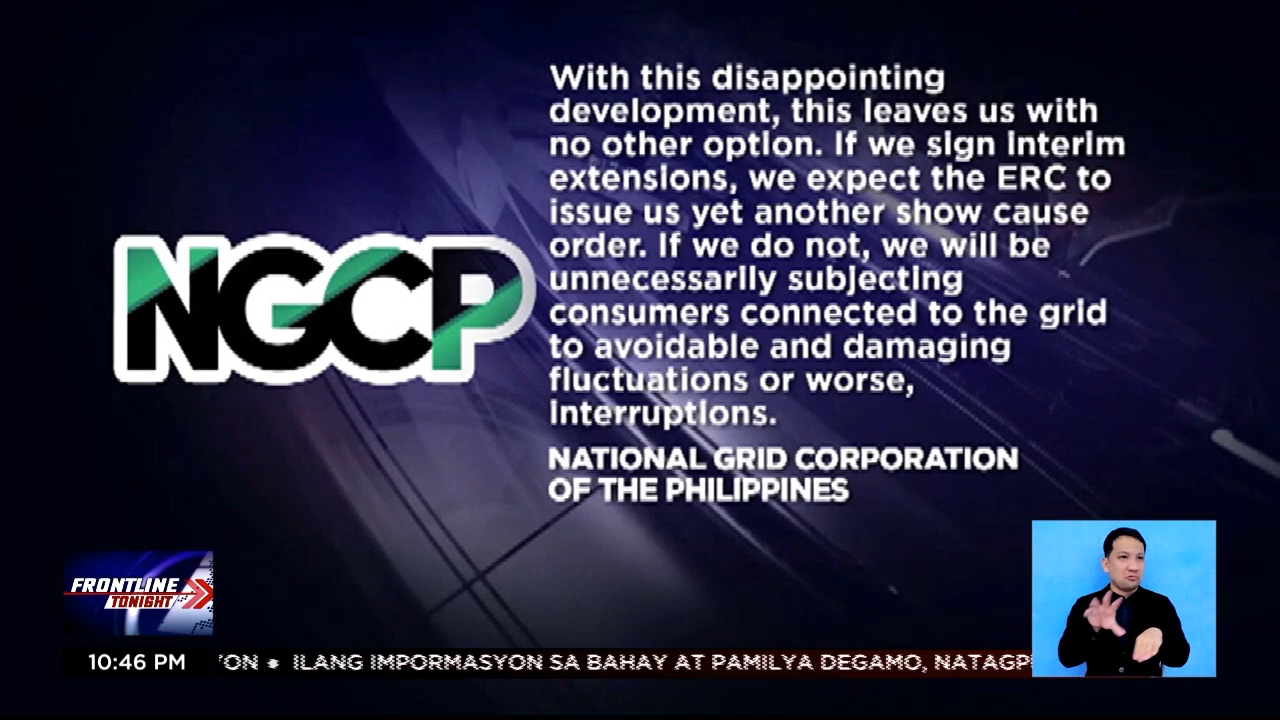 With this disappointing
development, this leaves us with
no other option. If we sign interim
extensions, we expect the ERC to
issue us yet another show cause
order. If we do not, we will be
unnecessarily subjecting
consumers connected to the grid
to avoidable and damaging
fluctuations or worse,
interruptions.
NATIONAL GRID CORPORATION
OF THE PHILIPPINES
NGCP
FRONTLINE
TONIGHT
10:46 PM
'ON • ILANG IMPORMASYON SA BAHAY AT PAMILYA DEGAMO, NATAGP